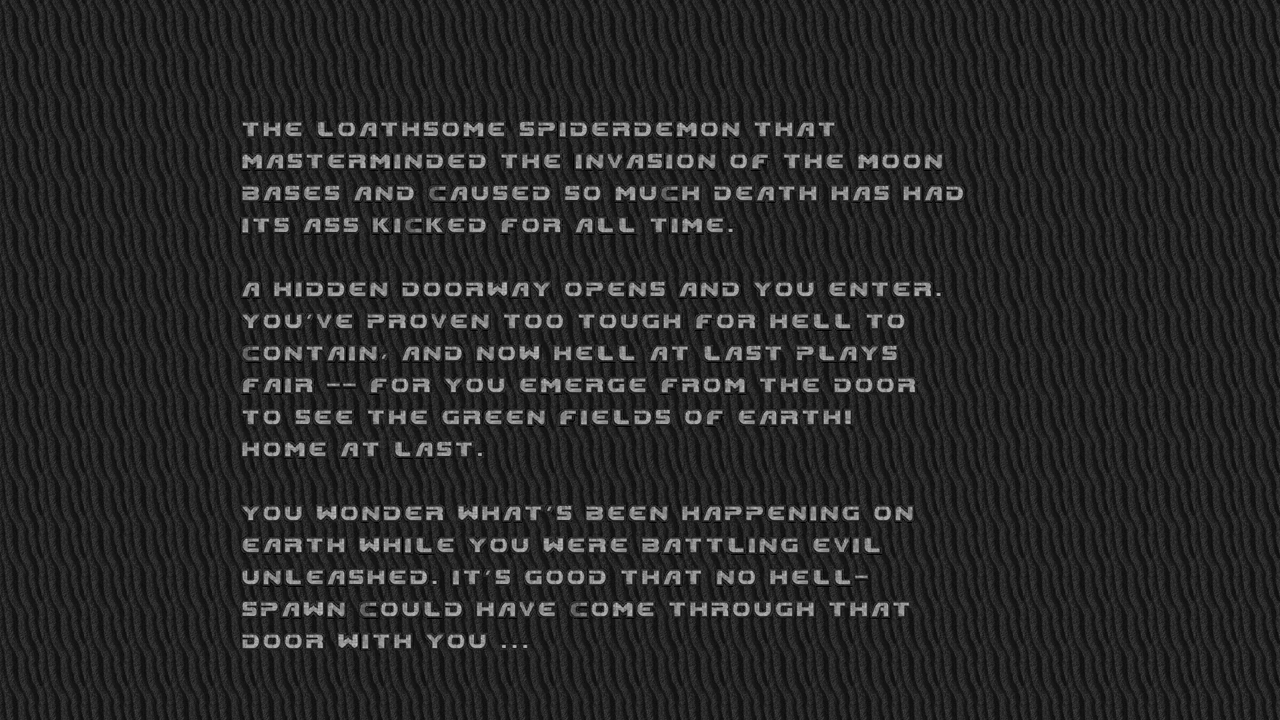 THE LOATHSOME SPIDERDEMON THAT
MASTERMINDED THE INVASION OF THE MOON
BASES AND CAUSED SO MUCH DEATH HAS HAD
ITS ASS KICKED FOR ALL TIME.
A HIDDEN DOORWAY OPENS AND YOU ENTER.
YOU'VE PROVEN TOO TOUGH FOR HELL TO
CONTAIN, AND NOW HELL AT LAST PLAYS
FAIR -- FOR YOU EMERGE FROM THE DOOR
TO SEE THE GREEN FIELDS OF EARTH!
HOME AT LAST.
YOU WONDER WHAT'S BEEN HAPPENING ON
EARTH WHILE YOU WERE BATTLING EVIL
UNLEASHED. IT'S GOOD THAT NO HELL-
SPAWN COULD HAVE COME THROUGH THAT
DOOR WITH YOU ...